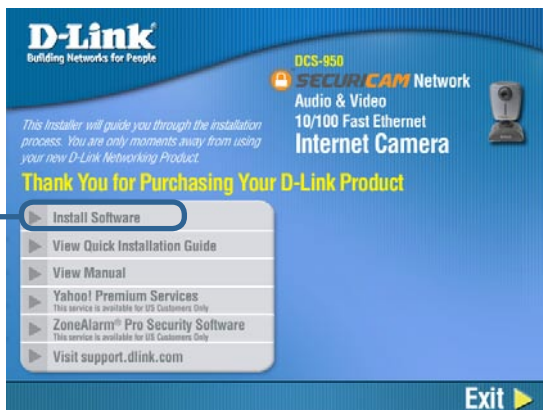 D-Link
Building Networks for People
DCS-950
SECURICAM Network
Audio & Video
10/100 Fast Ethernet
Internet Camera
This Installer will guide you through the installation
process. You are only moments away from using
your new D-Link Networking Product.
Thank You for Purchasing Your D-Link Product
Install Software
View Quick Installation Guide
View Manual
Yahoo! Premium Services
This service is available for US Customers Only
ZoneAlarm® Pro Security Software
This service is available for US Customers Only
Visit support.dlink.com
Exit